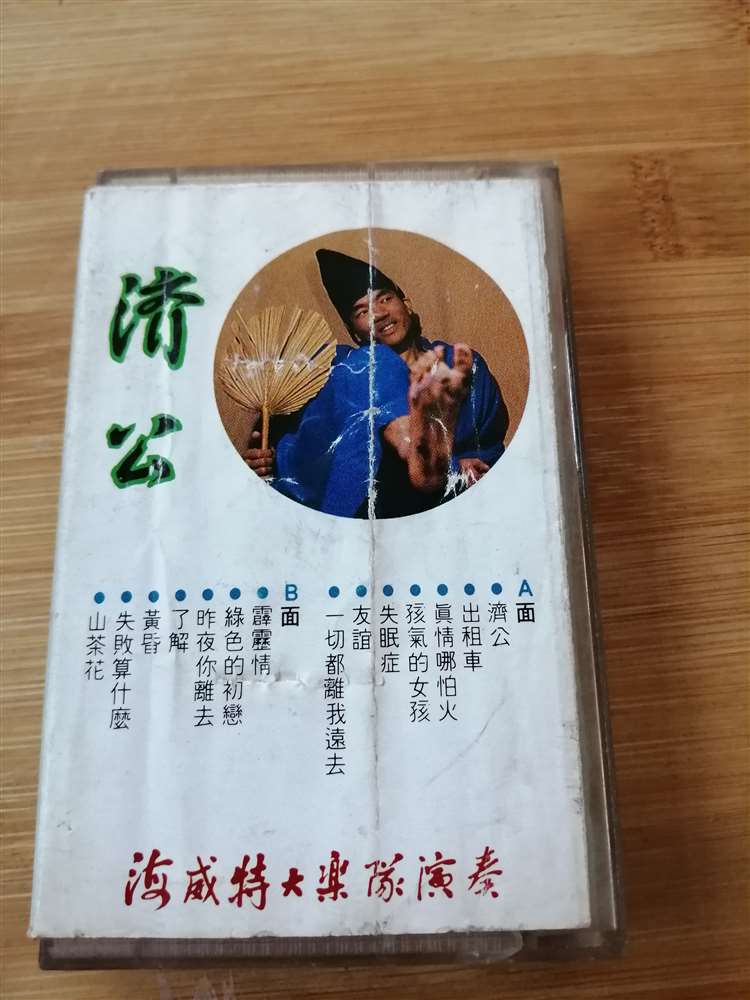 濟公
A面
濟公
出租車
眞情哪怕火
孩氣的女孩
失眠症
友誼
一切都離我遠去
B面
霹靂情
綠色的初戀
昨夜你離去
了解
黃昏
失敗算什麼
山茶花
海威特大樂隊演奏